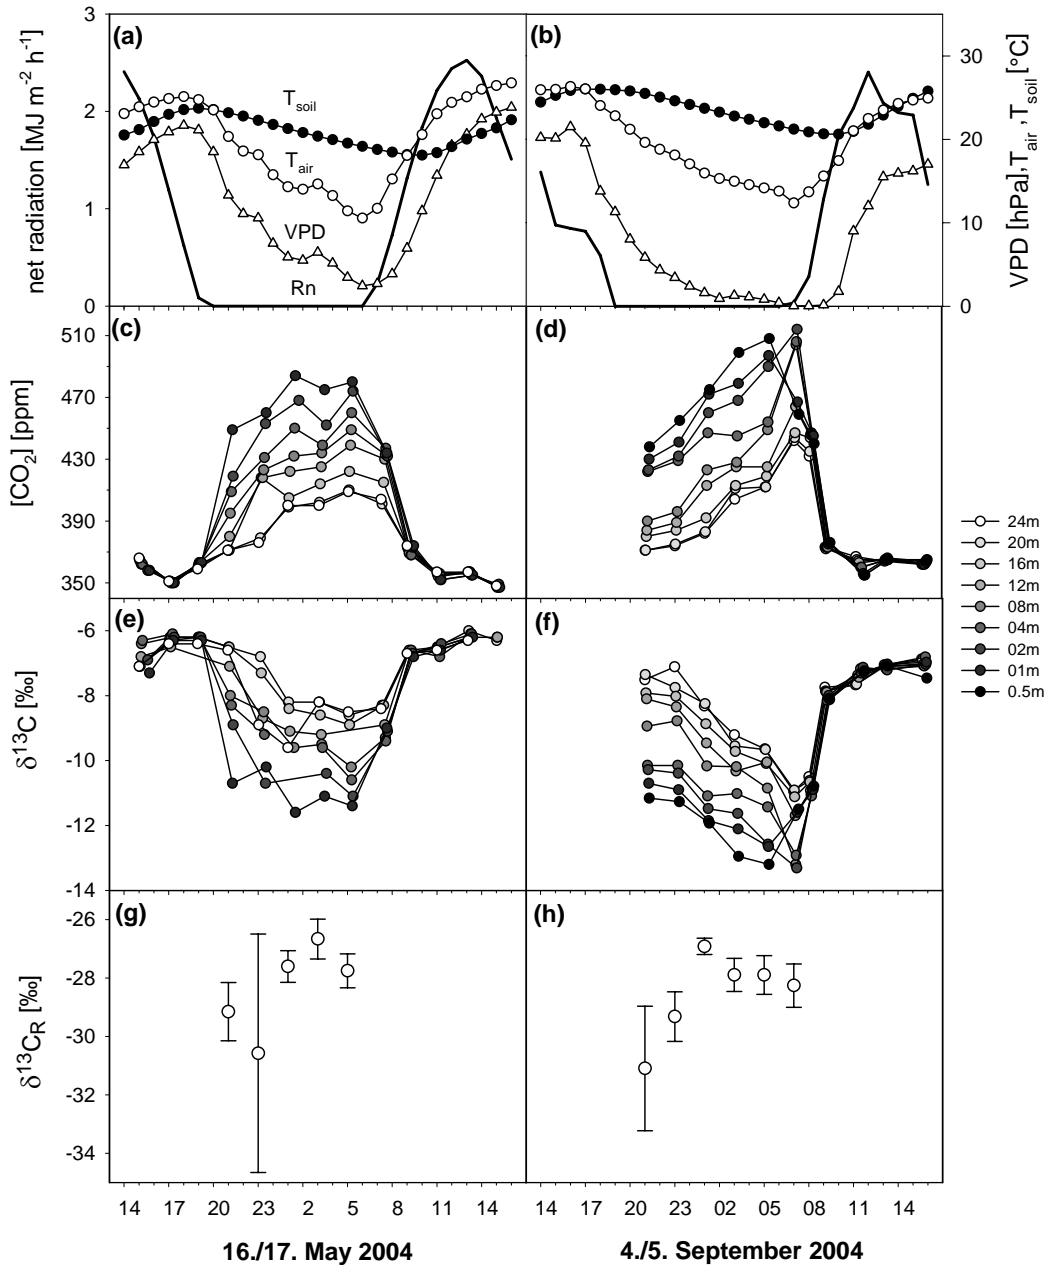 (a)
(b)
3
2
1
0
net radiation [MJ m⁻² h⁻¹]
T_soil
T_air
VPD
Rn
30
20
10
0
VPD [hPa],T_air ,T_soil [°C]
(c)
(d)
510
470
430
390
350
[CO₂] [ppm]
24m
20m
16m
12m
08m
04m
02m
01m
0.5m
(e)
(f)
-6
-8
-10
-12
-14
δ¹³C [‰]
(g)
(h)
-26
-28
-30
-32
-34
δ¹³C_R [‰]
14 17 20 23 2 5 8 11 14
14 17 20 23 02 05 08 11 14
16./17. May 2004
4./5. September 2004